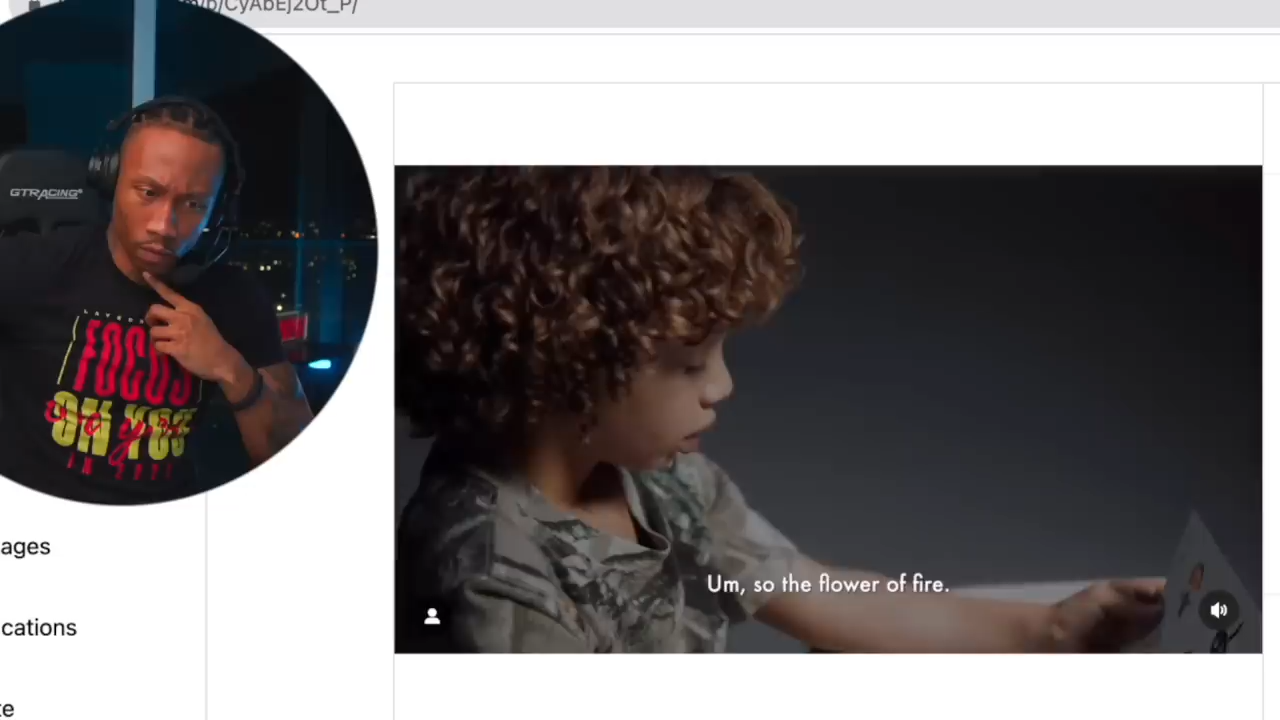 /p/CyAbEj2Ot_P/
GTRACING
FOCUS
ON YOU
Um, so the flower of fire.
ages
cations
te